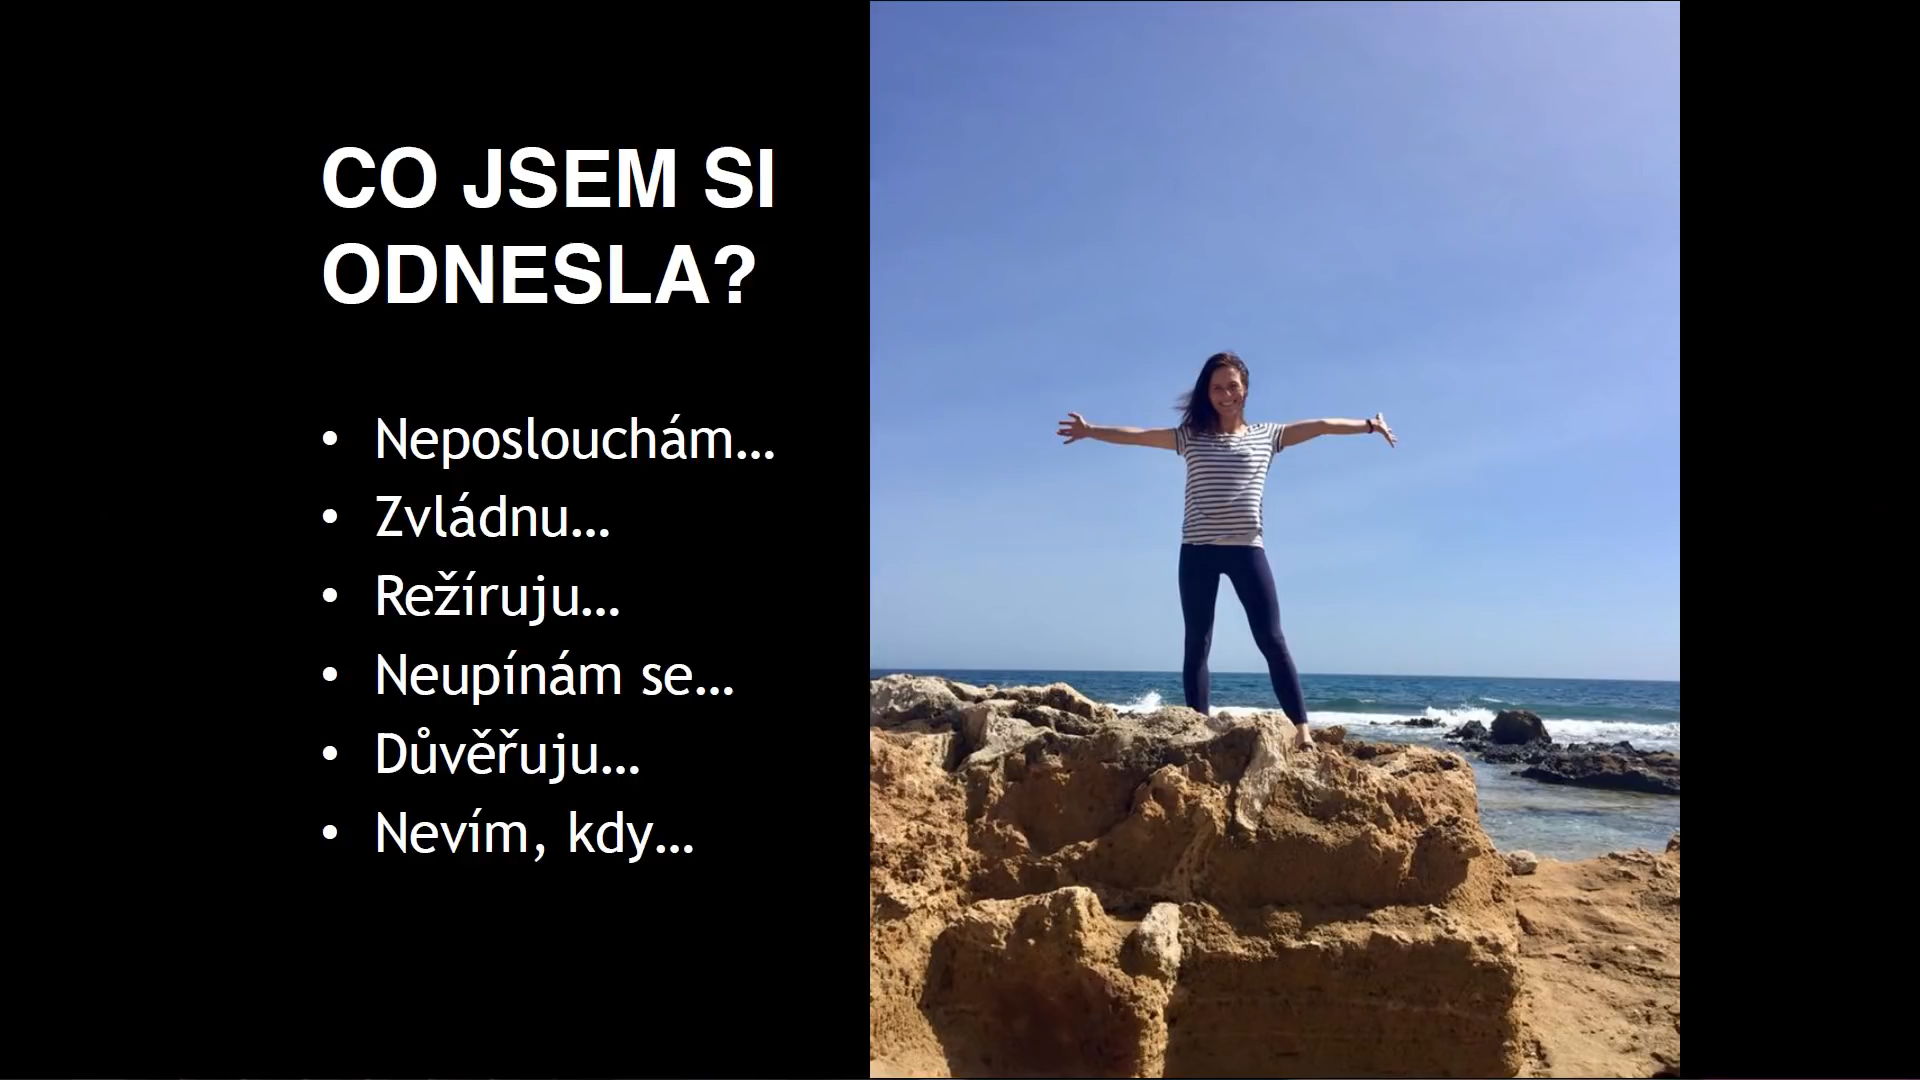 CO JSEM SI
ODNESLA?
• Neposlouchám…
• Zvládnu…
• Režíruju…
• Neupínám se…
• Důvěřuju…
• Nevím, kdy…